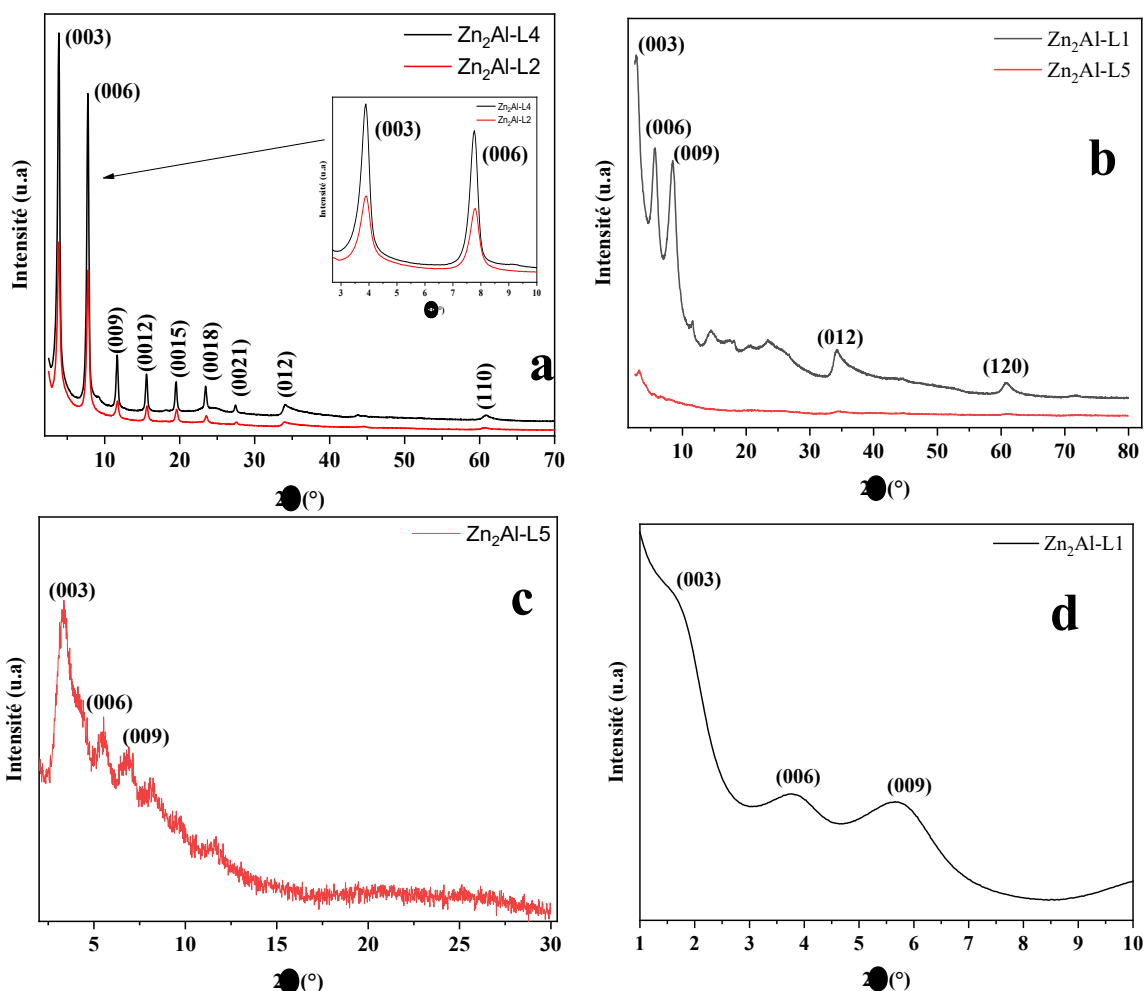 (003)
(006)
(009)
(0012)
(0015)
(0018)
(0021)
(012)
(110)
Zn₂Al-L4
Zn₂Al-L2
a
Intensité (u.a)
10 20 30 40 50 60 70
2 (°)
Zn₂Al-L4
Zn₂Al-L2
(003)
(006)
Intensité (u.a)
3 4 5 6 7 8 9 10
(003)
(006)
(009)
(012)
(120)
Zn₂Al-L1
Zn₂Al-L5
b
Intensité (u.a)
10 20 30 40 50 60 70 80
2 (°)
Zn₂Al-L5
(003)
(006)
(009)
c
Intensité (u.a)
5 10 15 20 25 30
2 (°)
Zn₂Al-L1
(003)
(006)
(009)
d
Intensité (u.a)
1 2 3 4 5 6 7 8 9 10
2 (°)